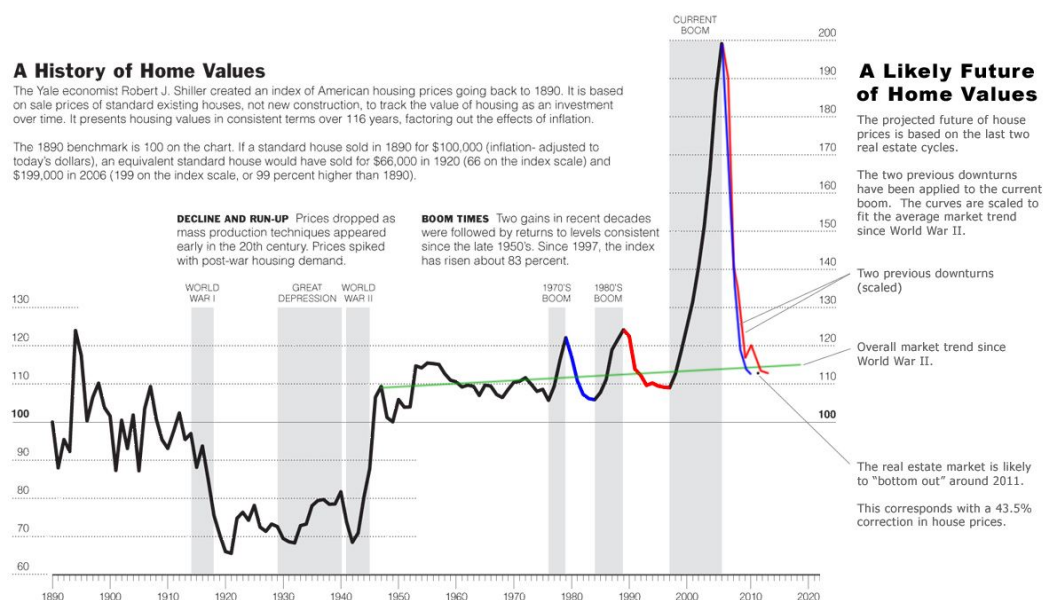 CURRENT
BOOM
A History of Home Values
The Yale economist Robert J. Shiller created an index of American housing prices going back to 1890. It is based
on sale prices of standard existing houses, not new construction, to track the value of housing as an investment
over time. It presents housing values in consistent terms over 116 years, factoring out the effects of inflation.
The 1890 benchmark is 100 on the chart. If a standard house sold in 1890 for $100,000 (inflation- adjusted to
today's dollars), an equivalent standard house would have sold for $66,000 in 1920 (66 on the index scale) and
$199,000 in 2006 (199 on the index scale, or 99 percent higher than 1890).
DECLINE AND RUN-UP Prices dropped as
mass production techniques appeared
early in the 20th century. Prices spiked
with post-war housing demand.
BOOM TIMES Two gains in recent decades
were followed by returns to levels consistent
since the late 1950's. Since 1997, the index
has risen about 83 percent.
WORLD
WAR I
GREAT
DEPRESSION
WORLD
WAR II
1970'S
BOOM
1980'S
BOOM
200
190
180
170
160
150
140
130
120
110
100
130
120
110
100
90
80
70
60
1890
1900
1910
1920
1930
1940
1950
1960
1970
1980
1990
2000
2010
2020
A Likely Future
of Home Values
The projected future of house
prices is based on the last two
real estate cycles.
The two previous downturns
have been applied to the current
boom. The curves are scaled to
fit the average market trend
since World War II.
Two previous downturns
(scaled)
Overall market trend since
World War II.
The real estate market is likely
to "bottom out" around 2011.
This corresponds with a 43.5%
correction in house prices.